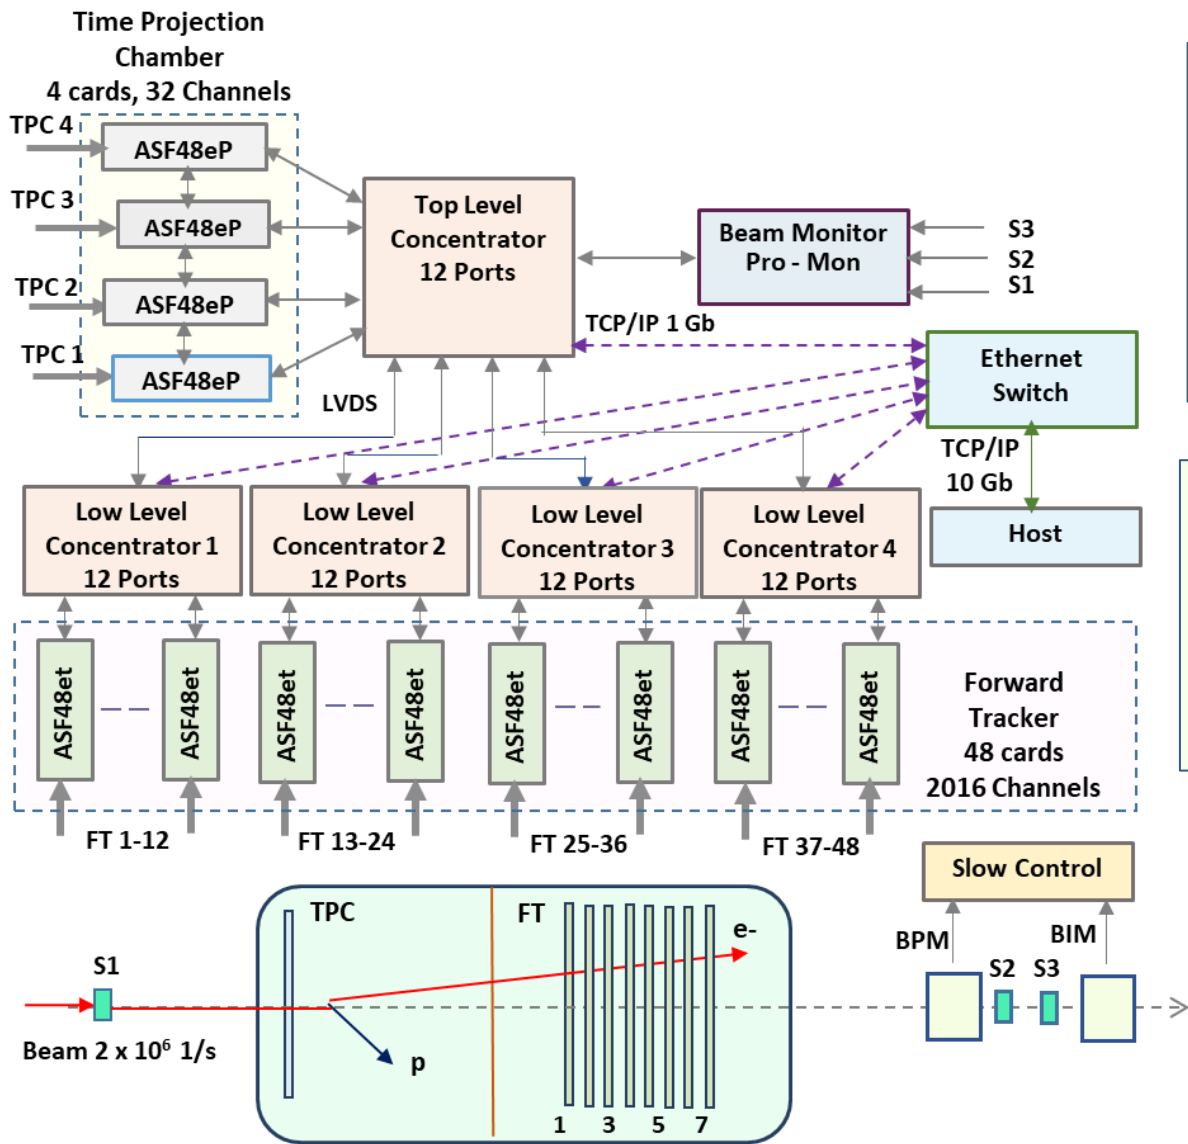 Time Projection
Chamber
4 cards, 32 Channels
TPC 4
ASF48eP
TPC 3
ASF48eP
TPC 2
ASF48eP
TPC 1
ASF48eP
Top Level
Concentrator
12 Ports
Beam Monitor
Pro - Mon
S3
S2
S1
TCP/IP 1 Gb
Ethernet
Switch
LVDS
TCP/IP
10 Gb
Host
Low Level
Concentrator 1
12 Ports
Low Level
Concentrator 2
12 Ports
Low Level
Concentrator 3
12 Ports
Low Level
Concentrator 4
12 Ports
ASF48et
ASF48et
ASF48et
ASF48et
ASF48et
ASF48et
ASF48et
ASF48et
Forward
Tracker
48 cards
2016 Channels
FT 1-12
FT 13-24
FT 25-36
FT 37-48
Slow Control
BPM
BIM
TPC
FT
e-
S1
S2
S3
Beam 2 x 10⁶ 1/s
p
1 3 5 7